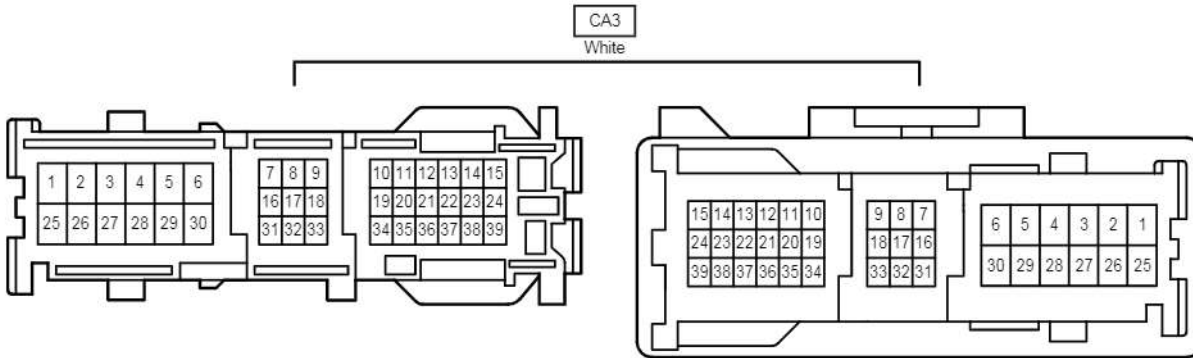 CA3
White
1 2 3 4 5 6
25 26 27 28 29 30
7 8 9
16 17 18
31 32 33
10 11 12 13 14 15
19 20 21 22 23 24
34 35 36 37 38 39
15 14 13 12 11 10
24 23 22 21 20 19
39 38 37 36 35 34
9 8 7
18 17 16
33 32 31
6 5 4 3 2 1
30 29 28 27 26 25